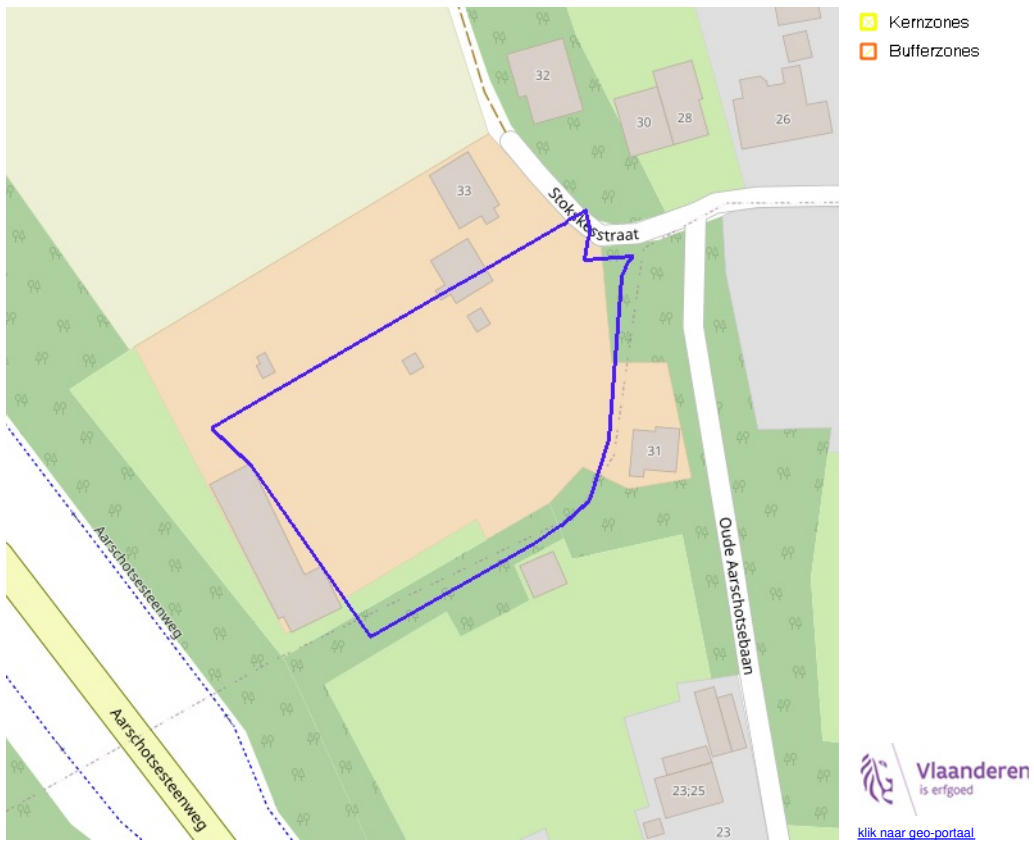 Kernzones
Bufferzones
32
30
28
26
33
Stokskesstraat
31
Aarschotsesteenweg
Oude Aarschotsebaan
Aarschotsesteenweg
23;25
23
Vlaanderen
is erfgoed
klik naar geo-portaal